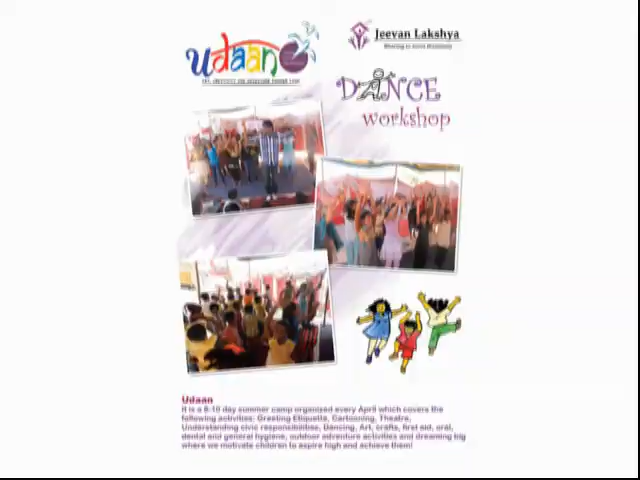 udaan
Jeevan Lakshya
DANCE
workshop
Udaan
It is a 8-10 day summer camp organized every April which covers the
following activities: Greeting Etiquette, Cartooning, Theatre,
Understanding civic responsibilities, Dancing, Art, crafts, first aid, oral,
dental and general hygiene, outdoor adventure activities and dreaming big
where we motivate children to aspire high and achieve them!